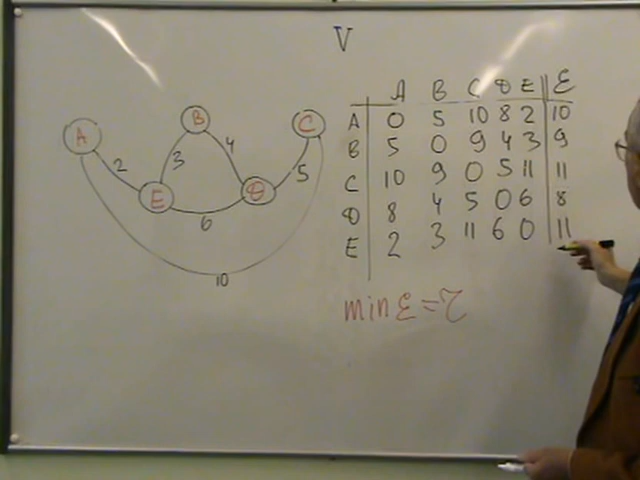 V
A B C D E ε
A 0 5 10 8 2 10
B 5 0 9 4 3 9
C 10 9 0 5 11 11
D 8 4 5 0 6 8
E 2 3 11 6 0 11
min ε = τ
A
B
C
E
D
2
3
4
5
6
10